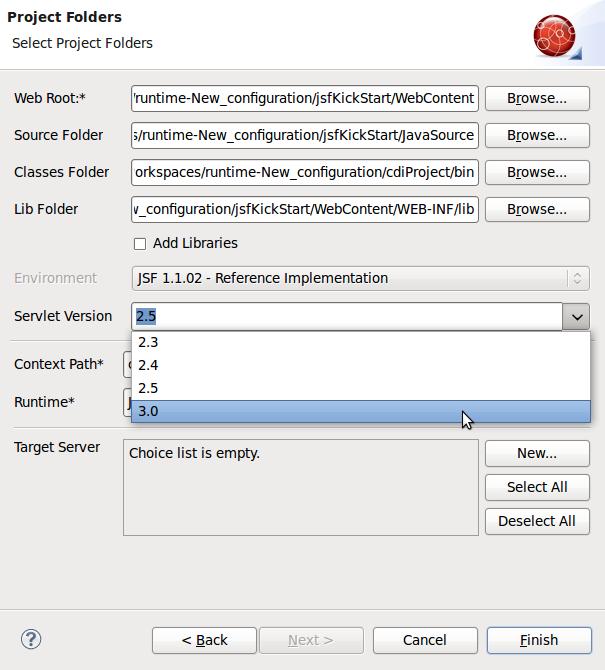 Project Folders
Select Project Folders
Web Root:* 'runtime-New_configuration/jsfKickStart/WebContent Browse...
Source Folder s/runtime-New_configuration/jsfKickStart/JavaSource Browse...
Classes Folder orkspaces/runtime-New_configuration/cdiProject/bin Browse...
Lib Folder w_configuration/jsfKickStart/WebContent/WEB-INF/lib Browse...
Add Libraries
Environment JSF 1.1.02 - Reference Implementation
Servlet Version 2.5
2.3
Context Path* 2.4
2.5
Runtime* 3.0
Target Server Choice list is empty. New...
Select All
Deselect All
? < Back Next > Cancel Finish